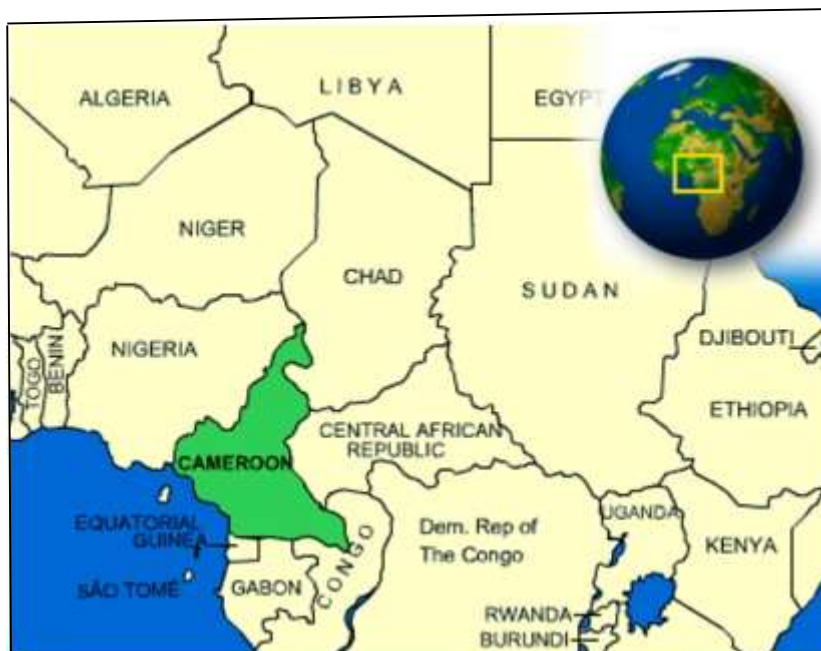 ALGERIA
LIBYA
EGYPT
NIGER
CHAD
SUDAN
NIGERIA
TOGO
BENIN
DJIBOUTI
ETHIOPIA
CENTRAL AFRICAN
REPUBLIC
CAMEROON
EQUATORIAL
GUINEA
Dem. Rep of
The Congo
UGANDA
KENYA
SÃO TOMÉ
GABON
CONGO
RWANDA
BURUNDI